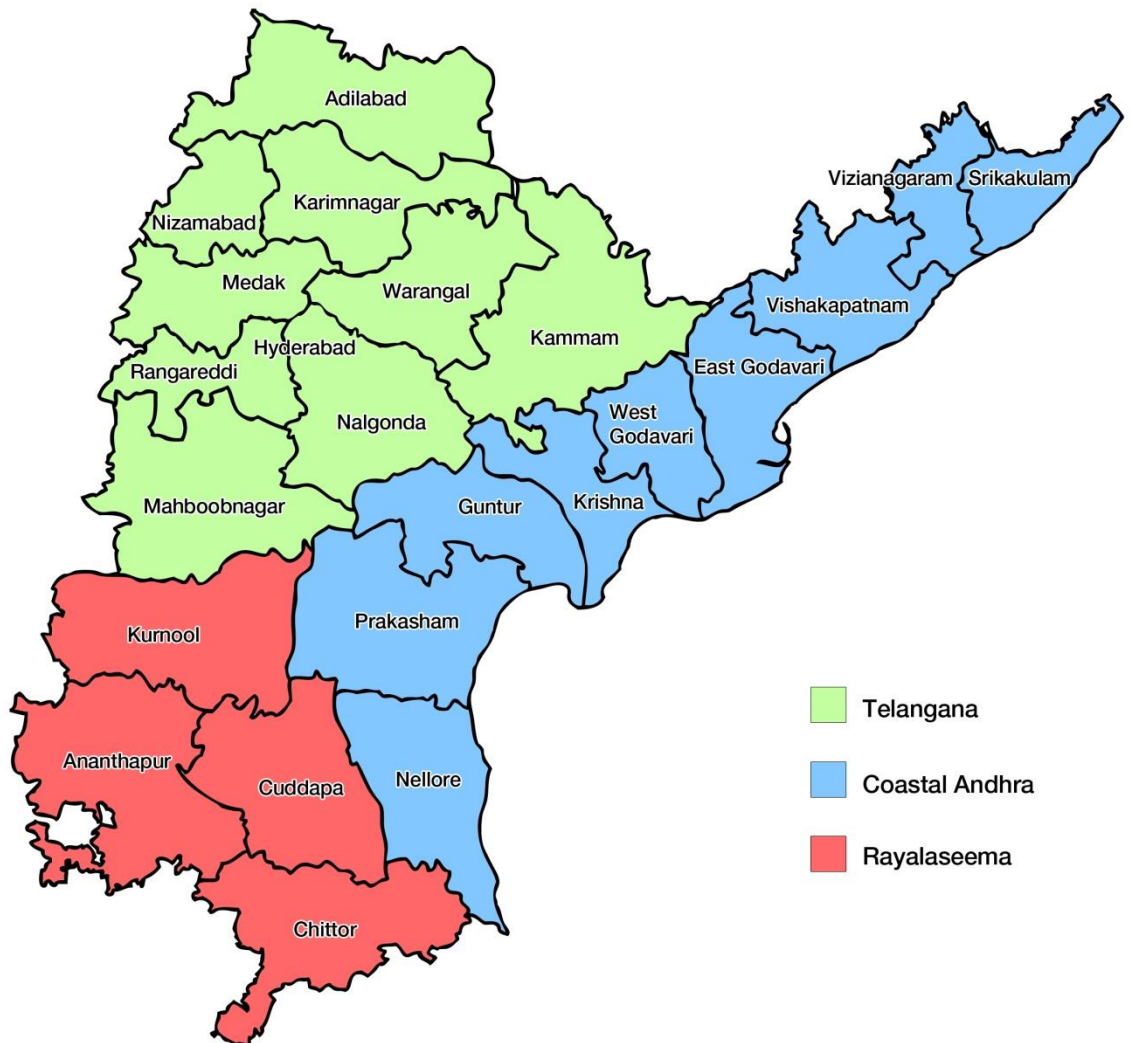 Adilabad
Vizianagaram
Srikakulam
Karimnagar
Nizamabad
Medak
Warangal
Vishakapatnam
Kammam
Hyderabad
Rangareddi
East Godavari
West
Godavari
Nalgonda
Mahboobnagar
Guntur
Krishna
Prakasham
Kurnool
Telangana
Ananthapur
Cuddapa
Nellore
Coastal Andhra
Rayalaseema
Chittor